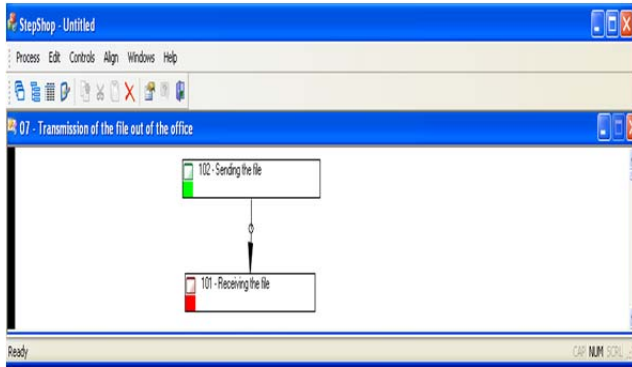 StepShop - Untitled
Process Edit Controls Align Windows Help
07 - Transmission of the file out of the office
102 - Sending the file
101 - Receiving the file
Ready
CAP NUM SCRL